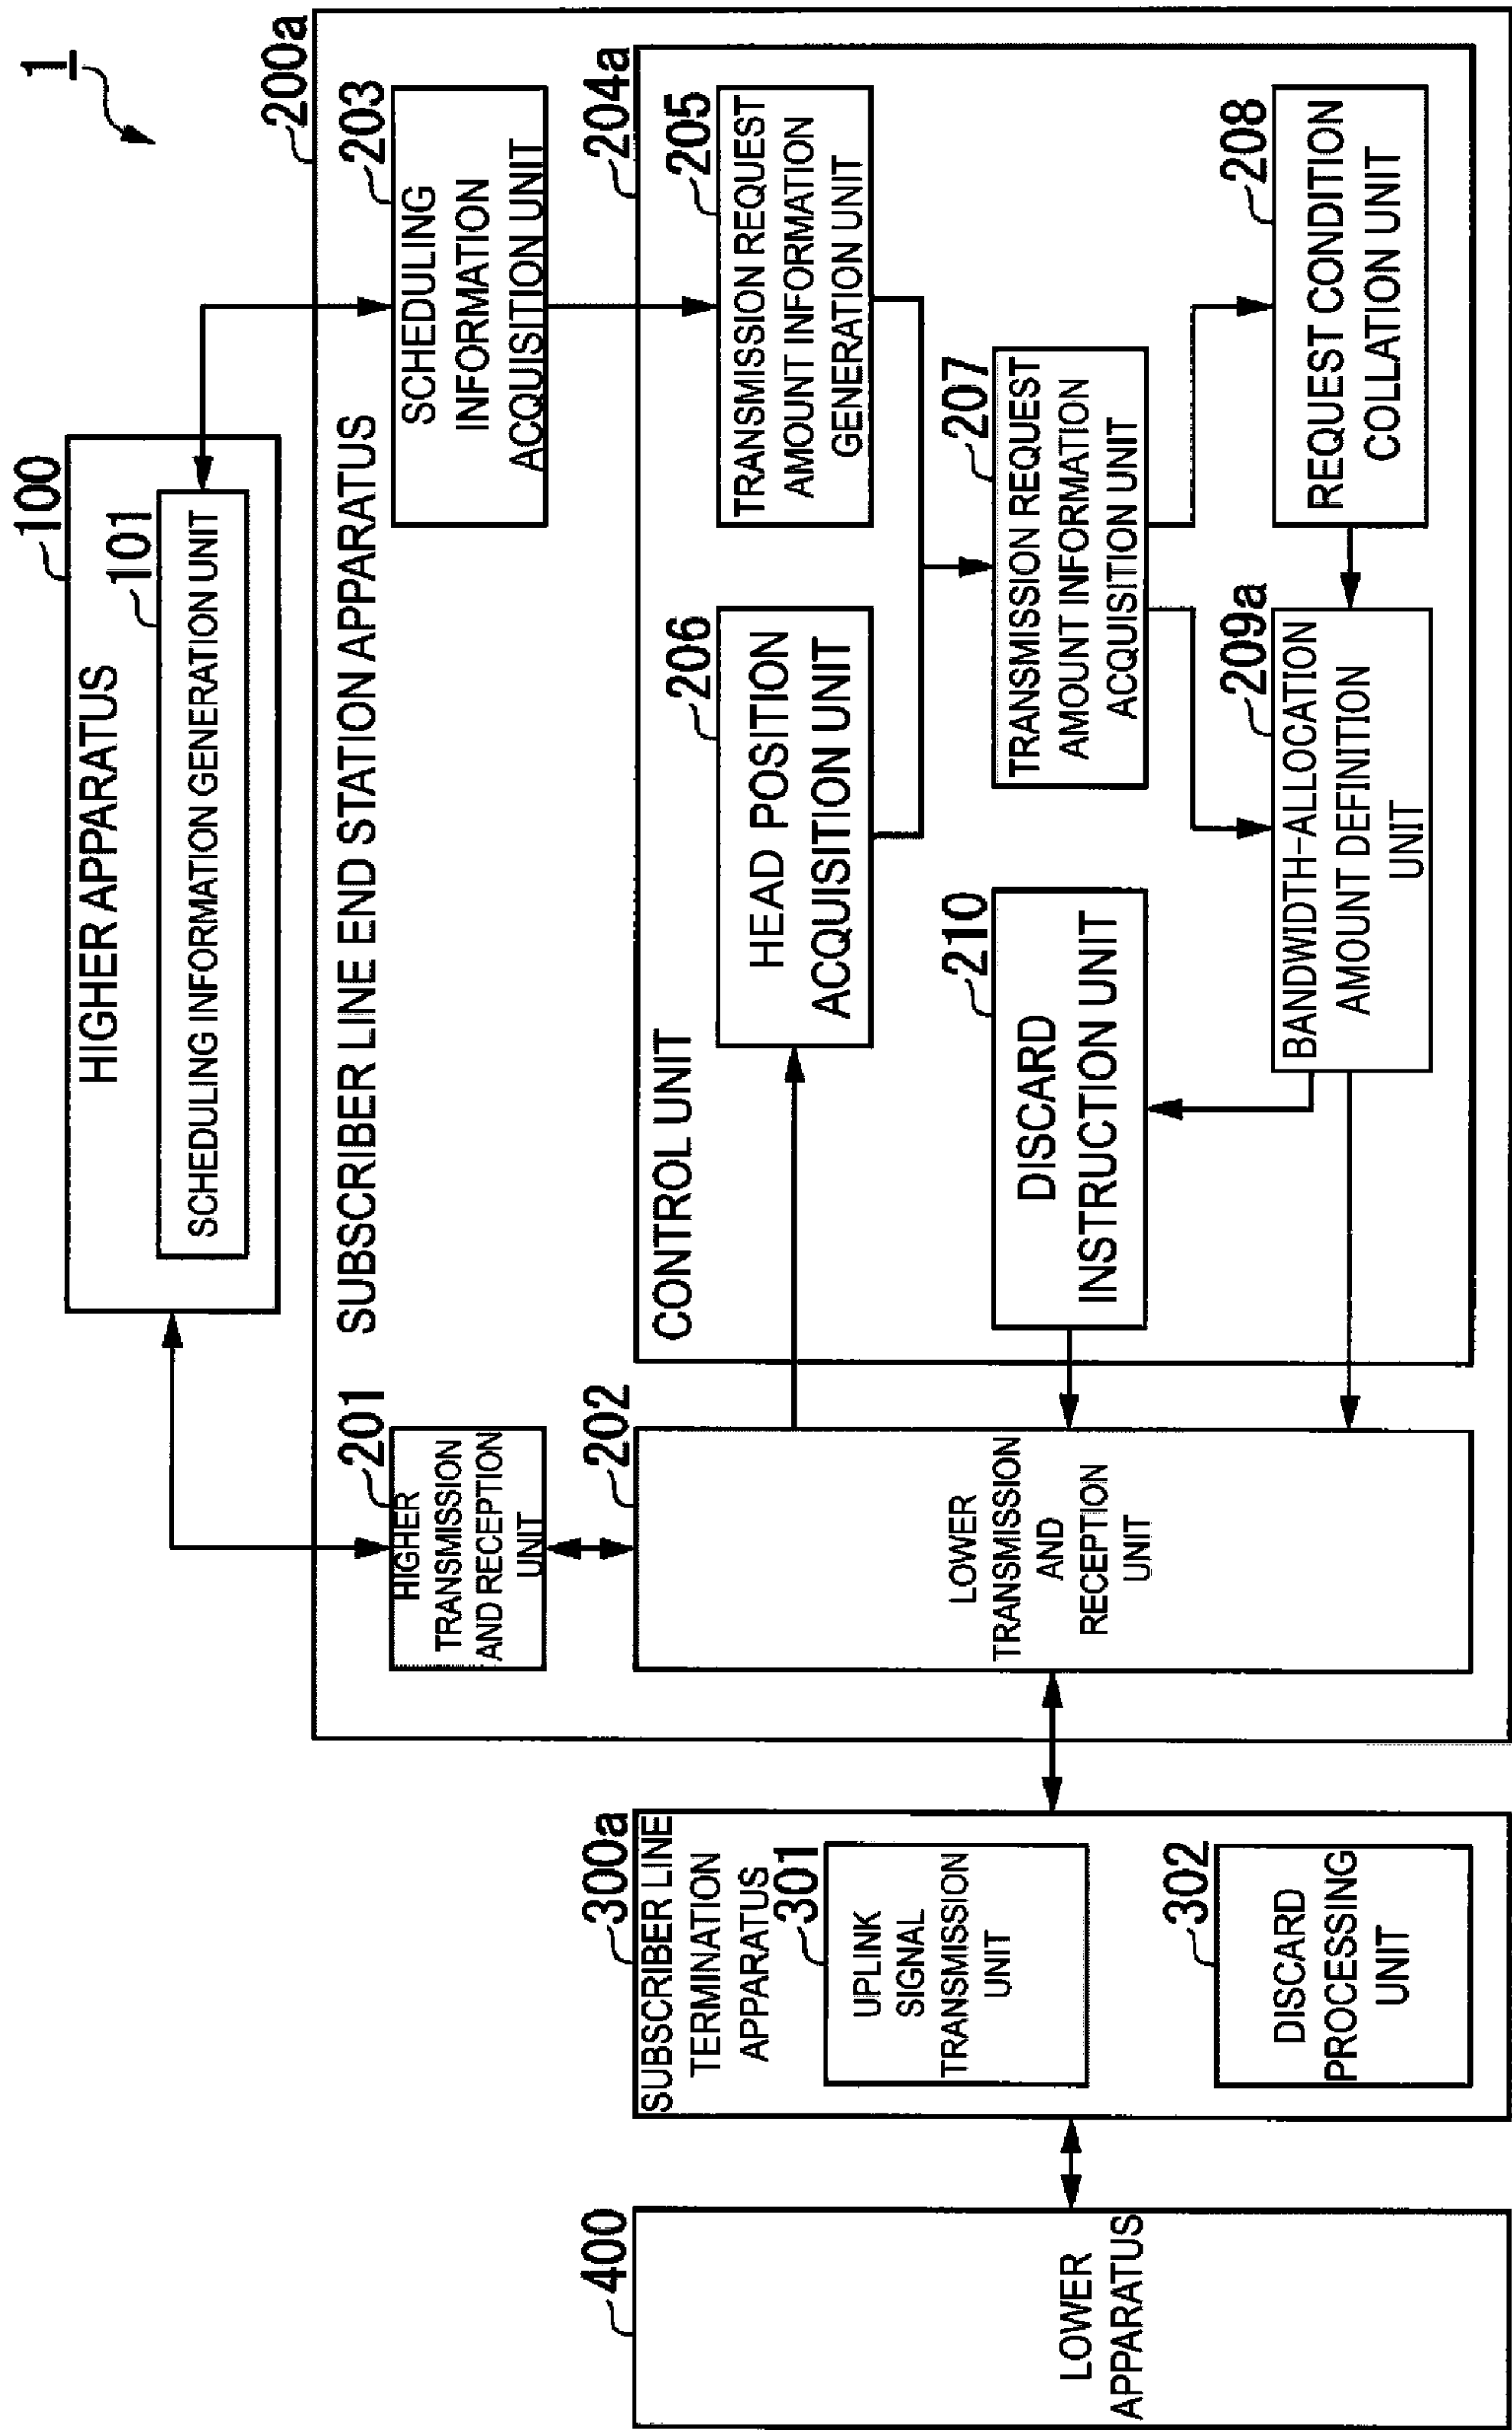 1
100
HIGHER APPARATUS
101
SCHEDULING INFORMATION GENERATION UNIT
200a
SUBSCRIBER LINE END STATION APPARATUS
201
HIGHER
TRANSMISSION
AND RECEPTION
UNIT
203
SCHEDULING
INFORMATION
ACQUISITION UNIT
202
LOWER
TRANSMISSION
AND
RECEPTION
UNIT
204a
CONTROL UNIT
206
HEAD POSITION
ACQUISITION UNIT
205
TRANSMISSION REQUEST
AMOUNT INFORMATION
GENERATION UNIT
210
DISCARD
INSTRUCTION UNIT
207
TRANSMISSION REQUEST
AMOUNT INFORMATION
ACQUISITION UNIT
209a
BANDWIDTH-ALLOCATION
AMOUNT DEFINITION
UNIT
208
REQUEST CONDITION
COLLATION UNIT
300a
SUBSCRIBER LINE
TERMINATION
APPARATUS
301
UPLINK
SIGNAL
TRANSMISSION
UNIT
302
DISCARD
PROCESSING
UNIT
400
LOWER
APPARATUS